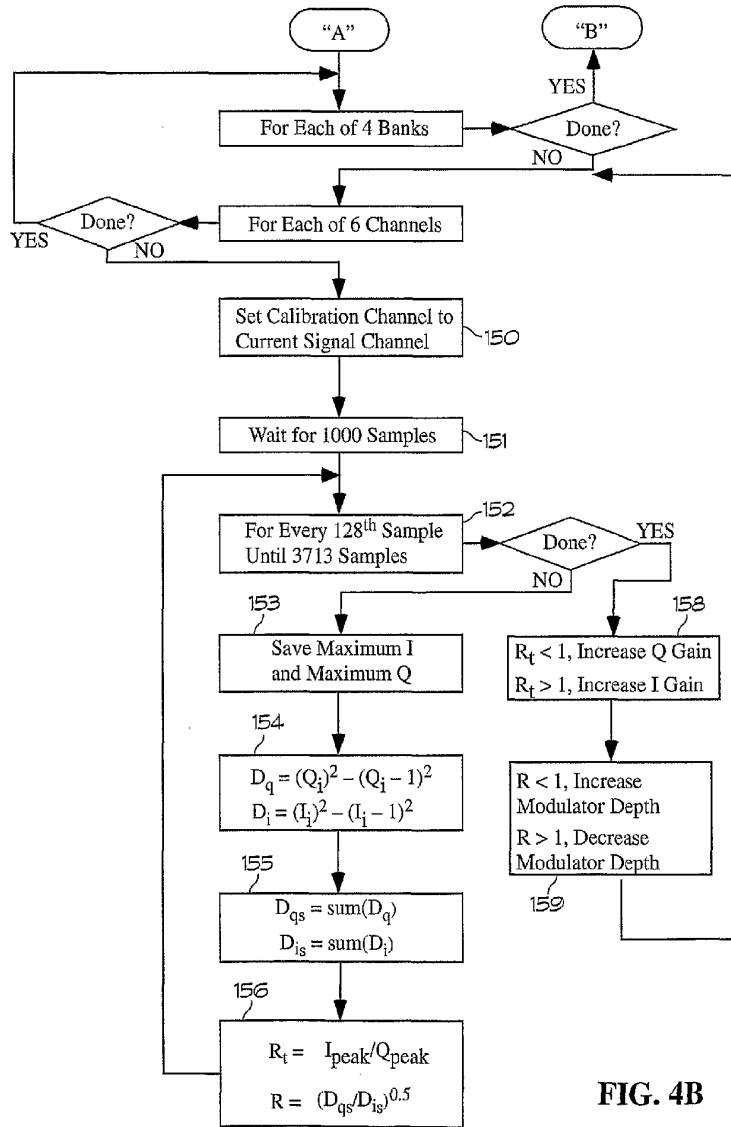 "A"
"B"
YES
For Each of 4 Banks
Done?
NO
Done?
For Each of 6 Channels
YES
NO
Set Calibration Channel to
Current Signal Channel
150
Wait for 1000 Samples
151
152
For Every 128th Sample
Until 3713 Samples
Done?
YES
NO
153
Save Maximum I
and Maximum Q
158
Rt < 1, Increase Q Gain
Rt > 1, Increase I Gain
154
Dq = (Qi)² – (Qi – 1)²
Di = (Ii)² – (Ii – 1)²
R < 1, Increase
Modulator Depth
R > 1, Decrease
Modulator Depth
159
155
Dqs = sum(Dq)
Dis = sum(Di)
156
Rt = Ipeak/Qpeak
R = (Dqs/Dis)^0.5
FIG. 4B